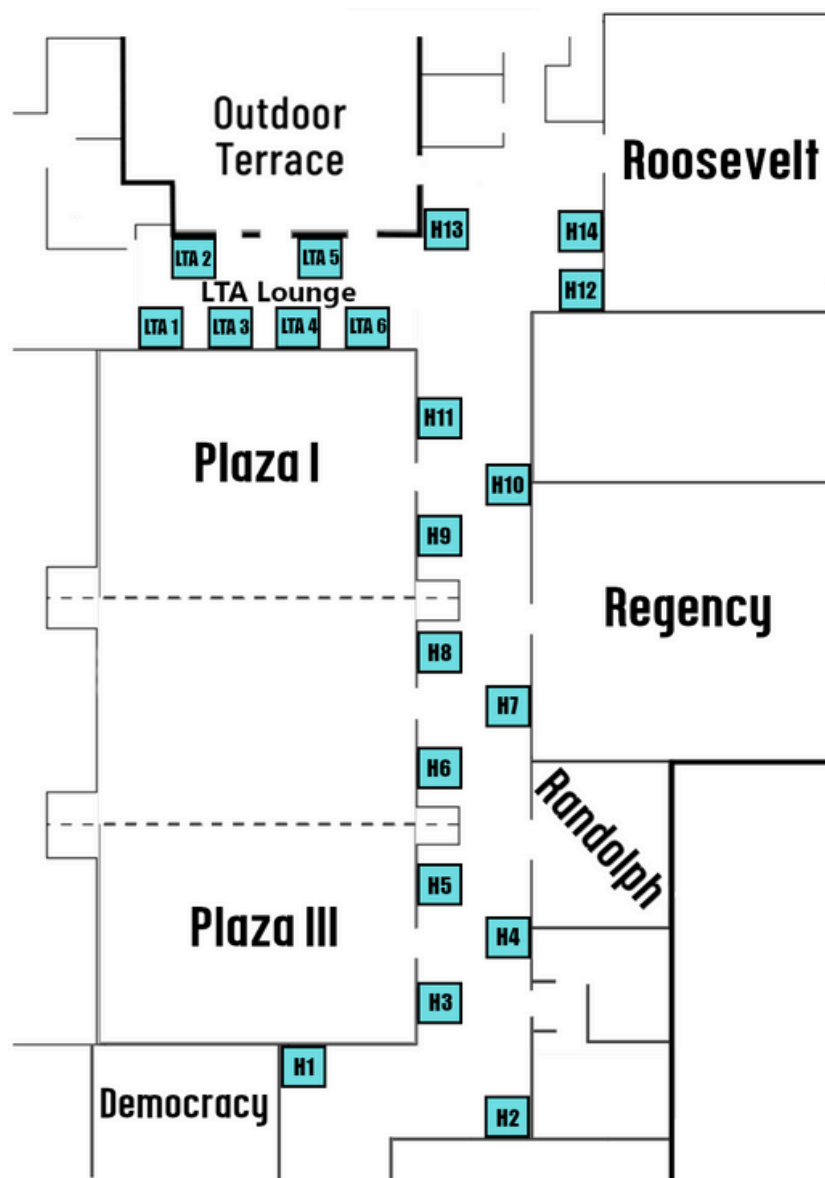 Outdoor
Terrace
Roosevelt
H13
H14
LTA 2
LTA 5
LTA Lounge
H12
LTA 1
LTA 3
LTA 4
LTA 6
H11
Plaza I
H10
H9
Regency
H8
H7
H6
Randolph
H5
Plaza III
H4
H3
H1
Democracy
H2